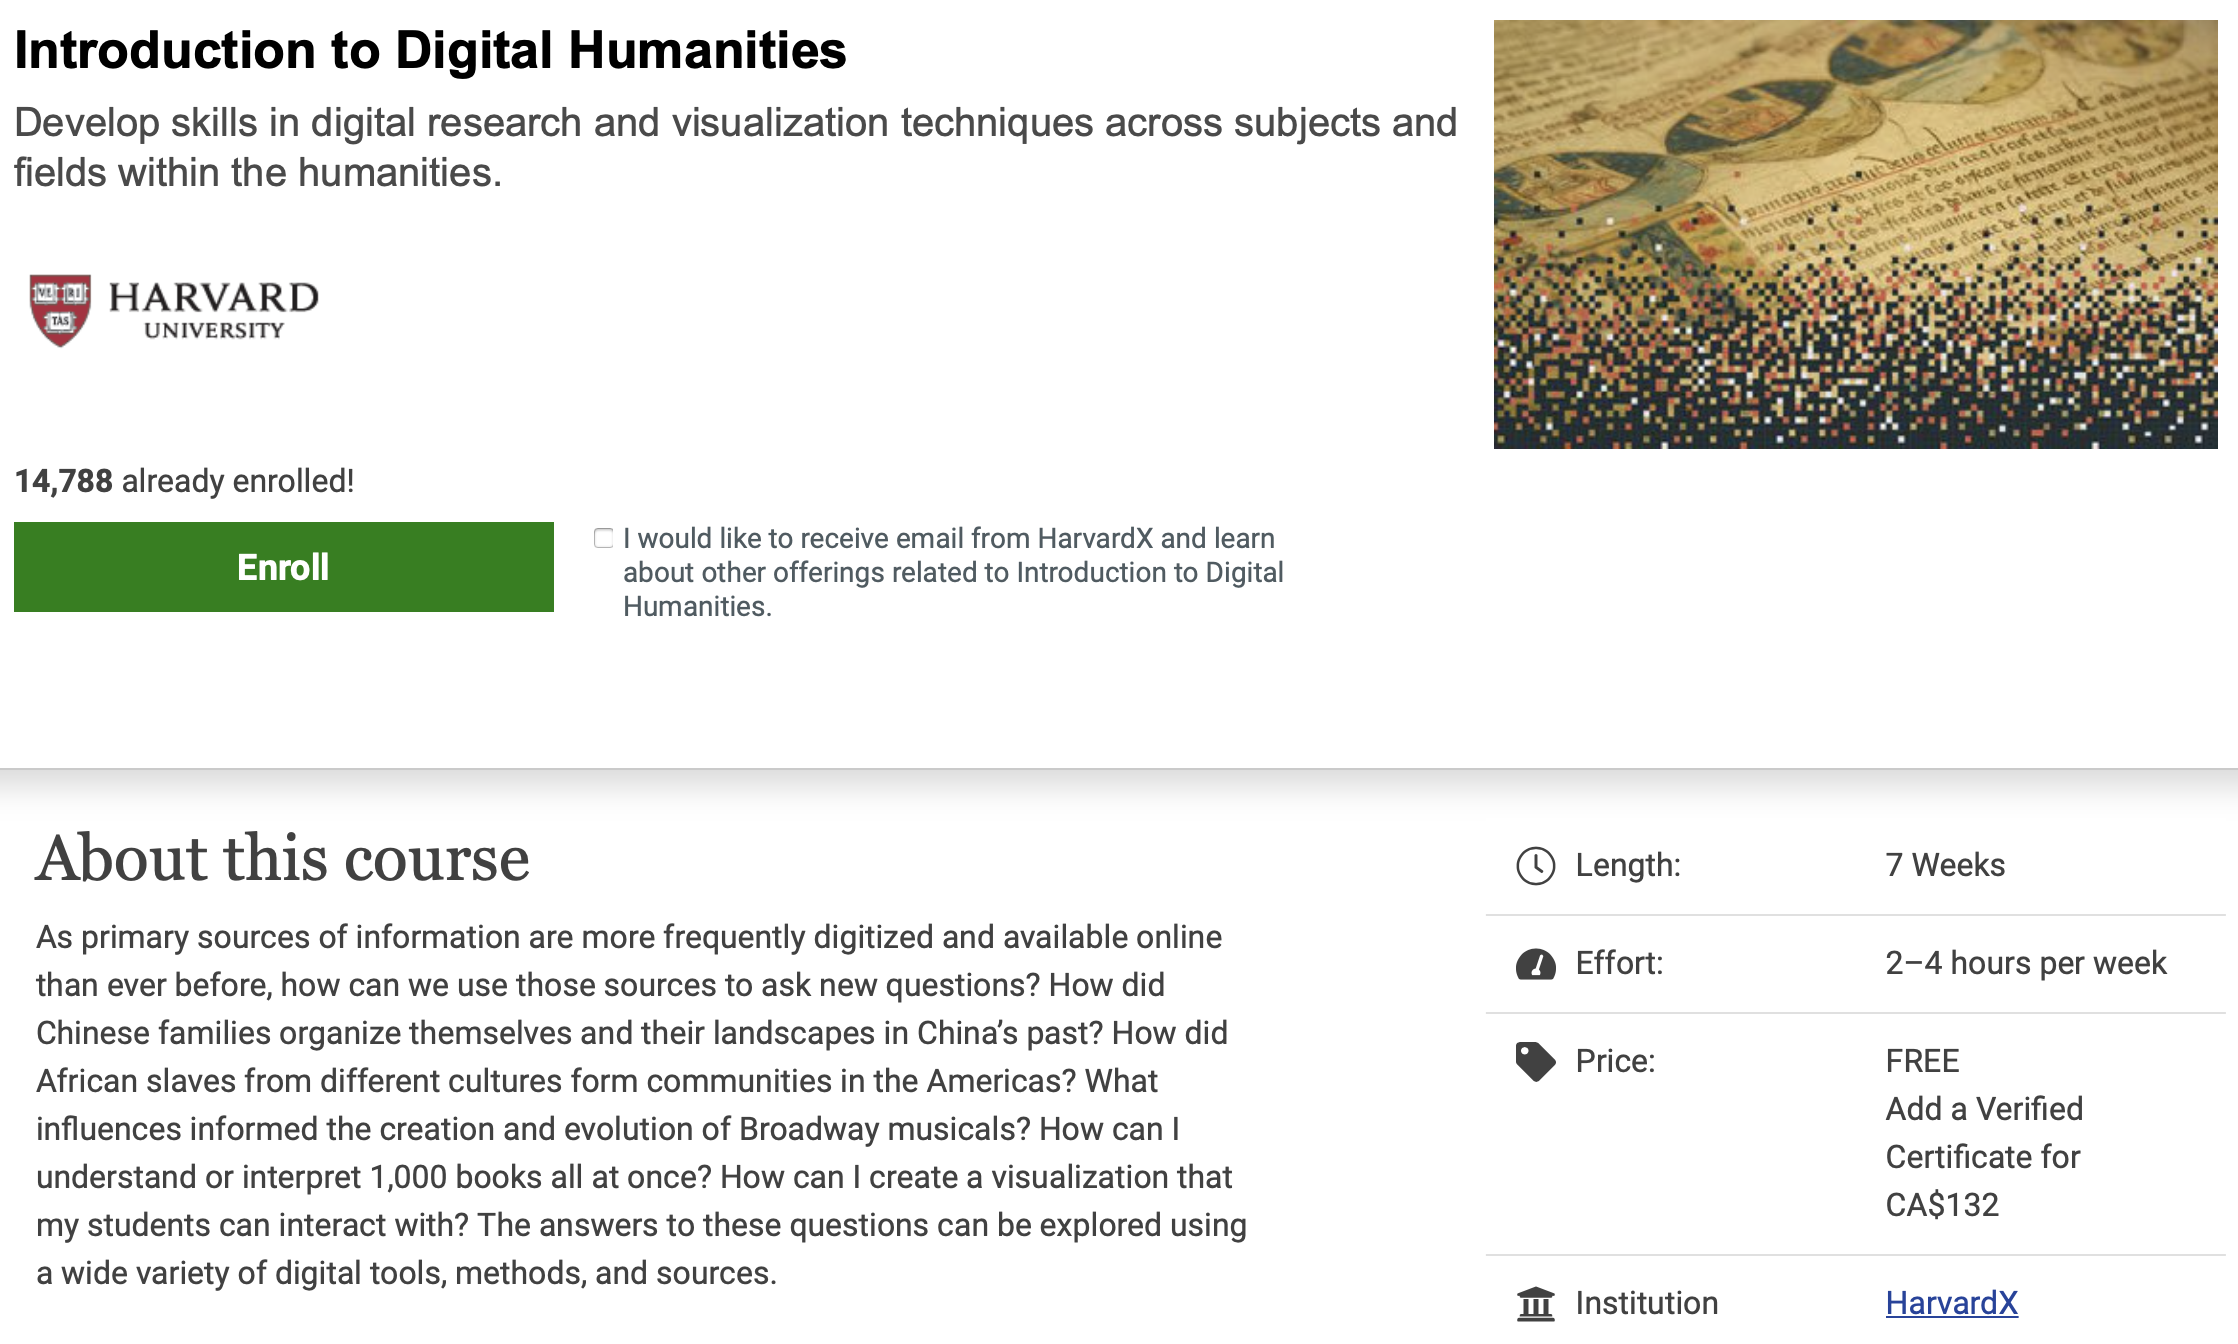 Introduction to Digital Humanities
Develop skills in digital research and visualization techniques across subjects and
fields within the humanities.
VE RI
TAS
HARVARD
UNIVERSITY
14,788 already enrolled!
Enroll
I would like to receive email from HarvardX and learn
about other offerings related to Introduction to Digital
Humanities.
About this course
As primary sources of information are more frequently digitized and available online
than ever before, how can we use those sources to ask new questions? How did
Chinese families organize themselves and their landscapes in China’s past? How did
African slaves from different cultures form communities in the Americas? What
influences informed the creation and evolution of Broadway musicals? How can I
understand or interpret 1,000 books all at once? How can I create a visualization that
my students can interact with? The answers to these questions can be explored using
a wide variety of digital tools, methods, and sources.
Length: 7 Weeks
Effort: 2–4 hours per week
Price: FREE
Add a Verified
Certificate for
CA$132
Institution HarvardX